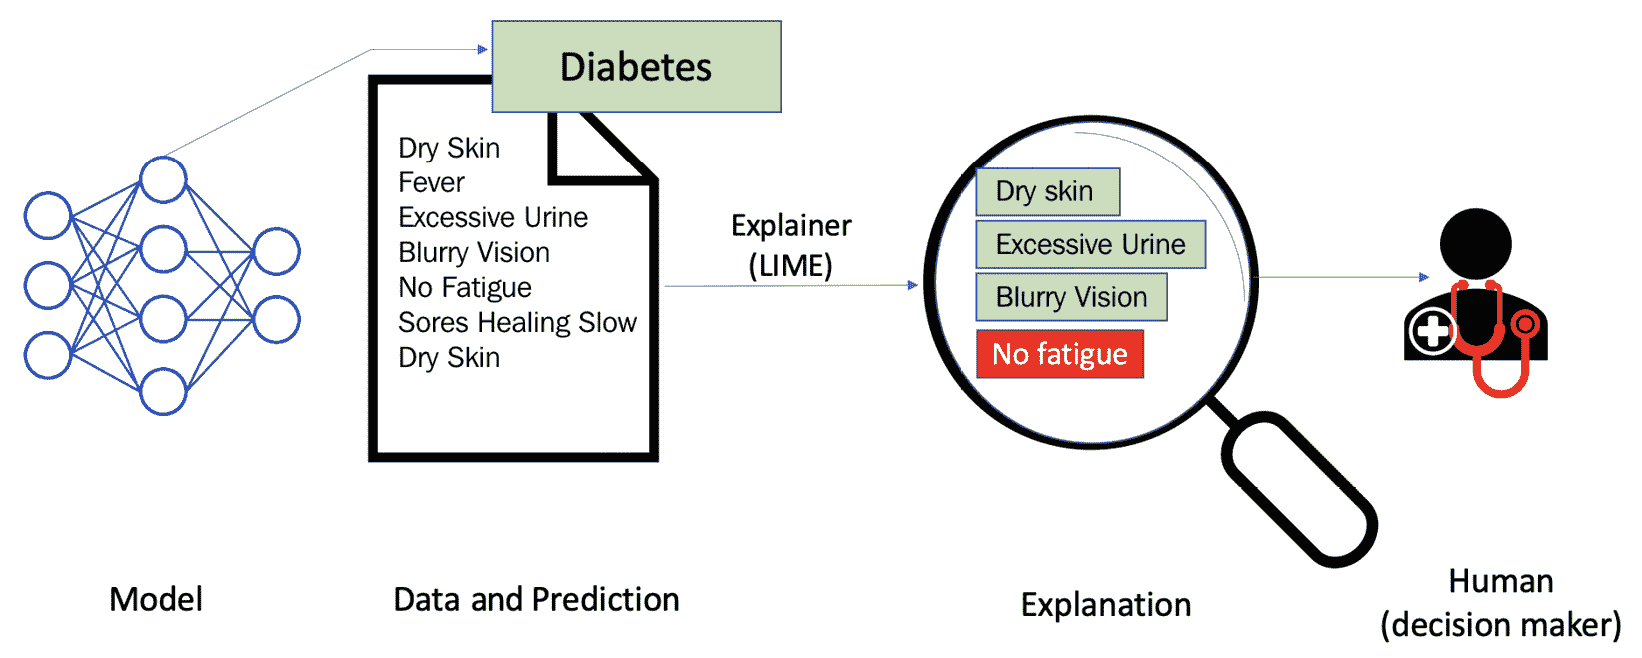 Diabetes
Dry Skin
Fever
Excessive Urine
Blurry Vision
No Fatigue
Sores Healing Slow
Dry Skin
Explainer
(LIME)
Dry skin
Excessive Urine
Blurry Vision
No fatigue
Model
Data and Prediction
Explanation
Human
(decision maker)